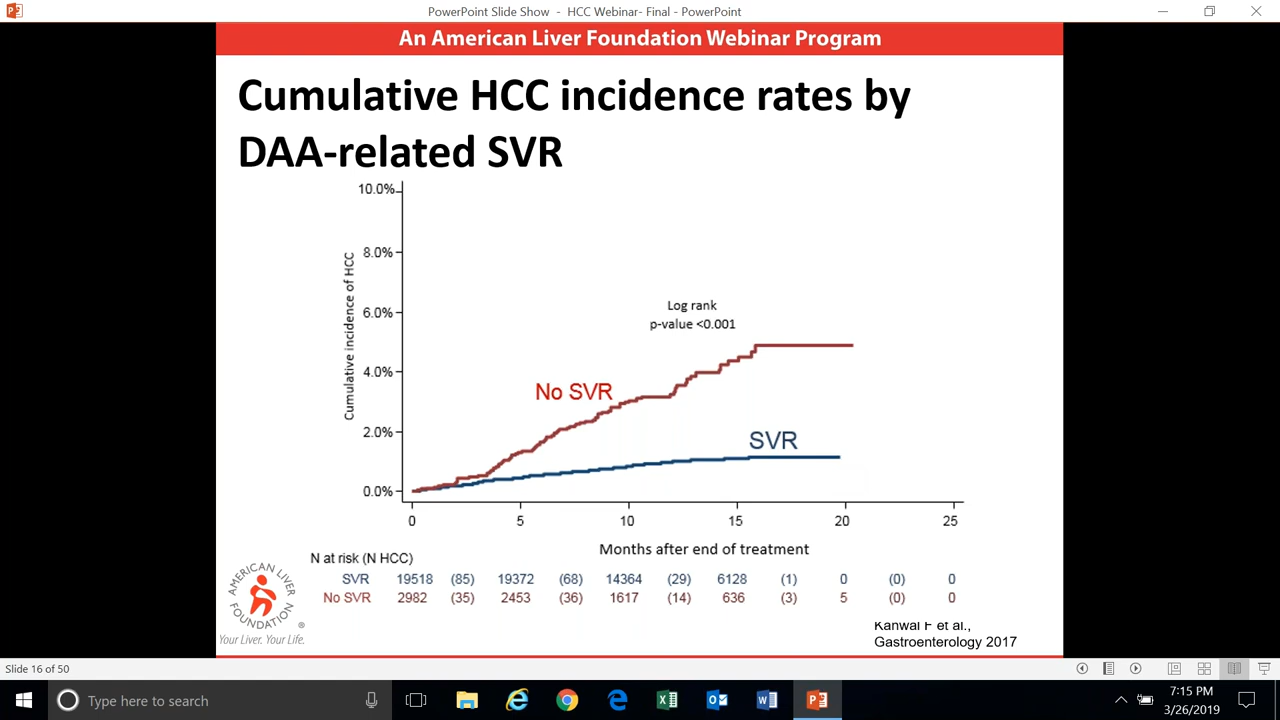 PowerPoint Slide Show - HCC Webinar- Final - PowerPoint
An American Liver Foundation Webinar Program
Cumulative HCC incidence rates by
DAA-related SVR
Cumulative incidence of HCC
10.0%
8.0%
6.0%
4.0%
2.0%
0.0%
Log rank
p-value <0.001
No SVR
SVR
0 5 10 15 20 25
Months after end of treatment
N at risk (N HCC)
SVR 19518 (85) 19372 (68) 14364 (29) 6128 (1) 0 (0) 0
No SVR 2982 (35) 2453 (36) 1617 (14) 636 (3) 5 (0) 0
AMERICAN LIVER FOUNDATION ®
Your Liver. Your Life.
Kanwal F et al.,
Gastroenterology 2017
Slide 16 of 50
Type here to search
7:15 PM
3/26/2019